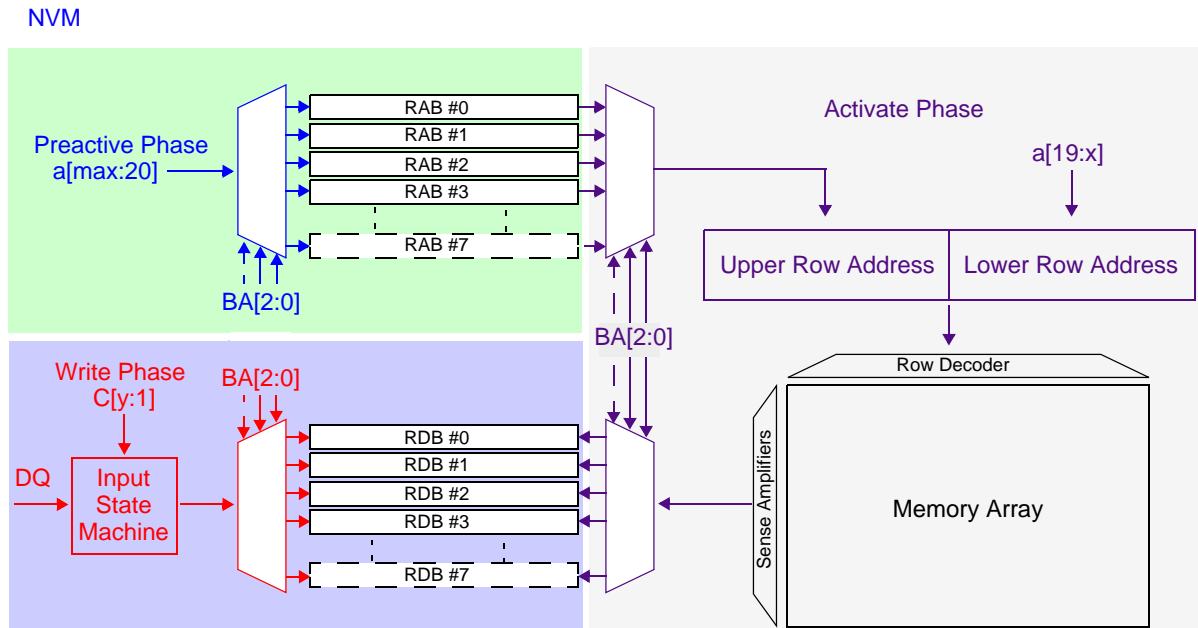 NVM
Preactive Phase
a[max:20]
RAB #0
RAB #1
RAB #2
RAB #3
RAB #7
BA[2:0]
Activate Phase
a[19:x]
Upper Row Address
Lower Row Address
BA[2:0]
Write Phase
C[y:1]
BA[2:0]
DQ
Input
State
Machine
RDB #0
RDB #1
RDB #2
RDB #3
RDB #7
Row Decoder
Sense Amplifiers
Memory Array